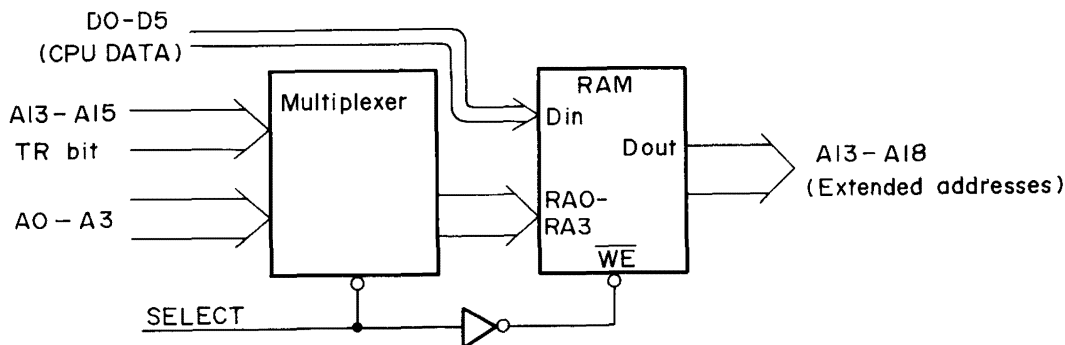 D0-D5
(CPU DATA)
Multiplexer
RAM
Din
A13-A15
TR bit
Dout
A13-A18
(Extended addresses)
A0-A3
RA0-
RA3
WE
SELECT